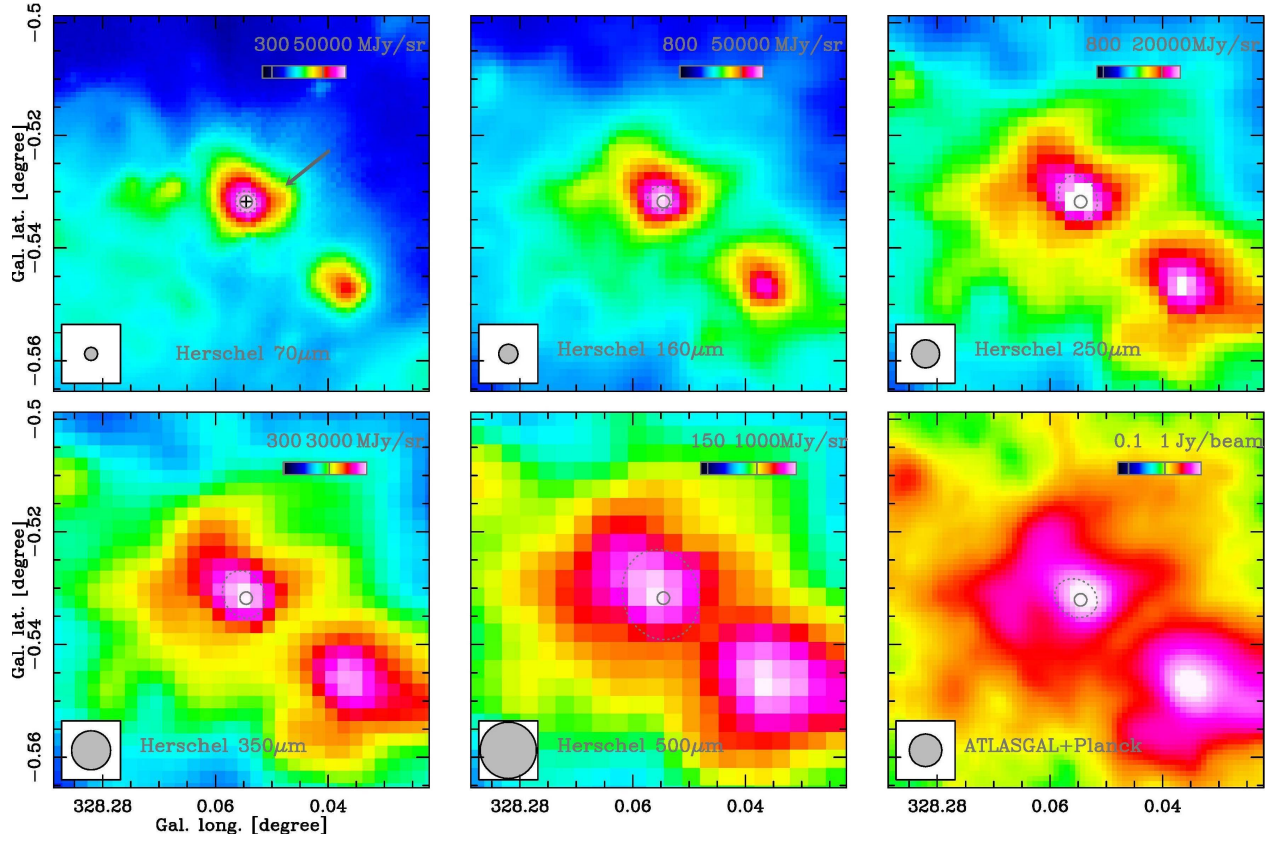 300 50000 MJy/sr
800 50000 MJy/sr
800 20000MJy/sr
Gal. lat. [degree]
−0.5
−0.52
−0.54
−0.56
Herschel 70μm
Herschel 160μm
Herschel 250μm
300 3000 MJy/sr
150 1000MJy/sr
0.1 1 Jy/beam
Gal. lat. [degree]
−0.5
−0.52
−0.54
−0.56
Herschel 350μm
Herschel 500μm
ATLASGAL+Planck
328.28 0.06 0.04
328.28 0.06 0.04
328.28 0.06 0.04
Gal. long. [degree]